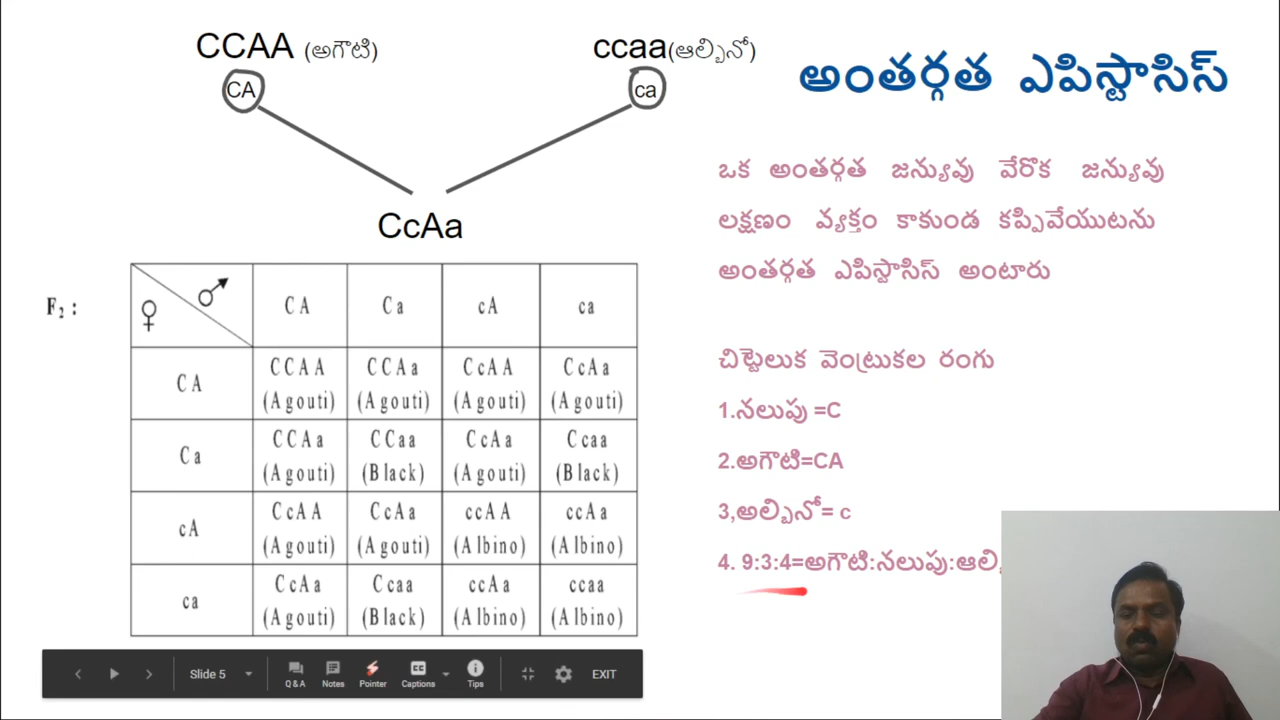 CCAA (అగౌటి)
ccaa(ఆల్బినో)
CA
ca
CcAa
F2 :
♀ ♂ CA Ca cA ca
CA CCAA (Agouti) CCAa (Agouti) CcAA (Agouti) CcAa (Agouti)
Ca CCAa (Agouti) CCaa (Black) CcAa (Agouti) Ccaa (Black)
cA CcAA (Agouti) CcAa (Agouti) ccAA (Albino) ccAa (Albino)
ca CcAa (Agouti) Ccaa (Black) ccAa (Albino) ccaa (Albino)
అంతర్గత ఎపిస్టాసిస్
ఒక అంతర్గత జన్యువు వేరొక జన్యువు
లక్షణం వ్యక్తం కాకుండ కప్పివేయుటను
అంతర్గత ఎపిస్టాసిస్ అంటారు
చిట్టెలుక వెంట్రుకల రంగు
1.నలుపు =C
2.అగౌటి=CA
3,అల్బినో= c
4. 9:3:4=అగౌటి:నలుపు:
Slide 5
Q & A
Notes
Pointer
CC
Captions
Tips
EXIT